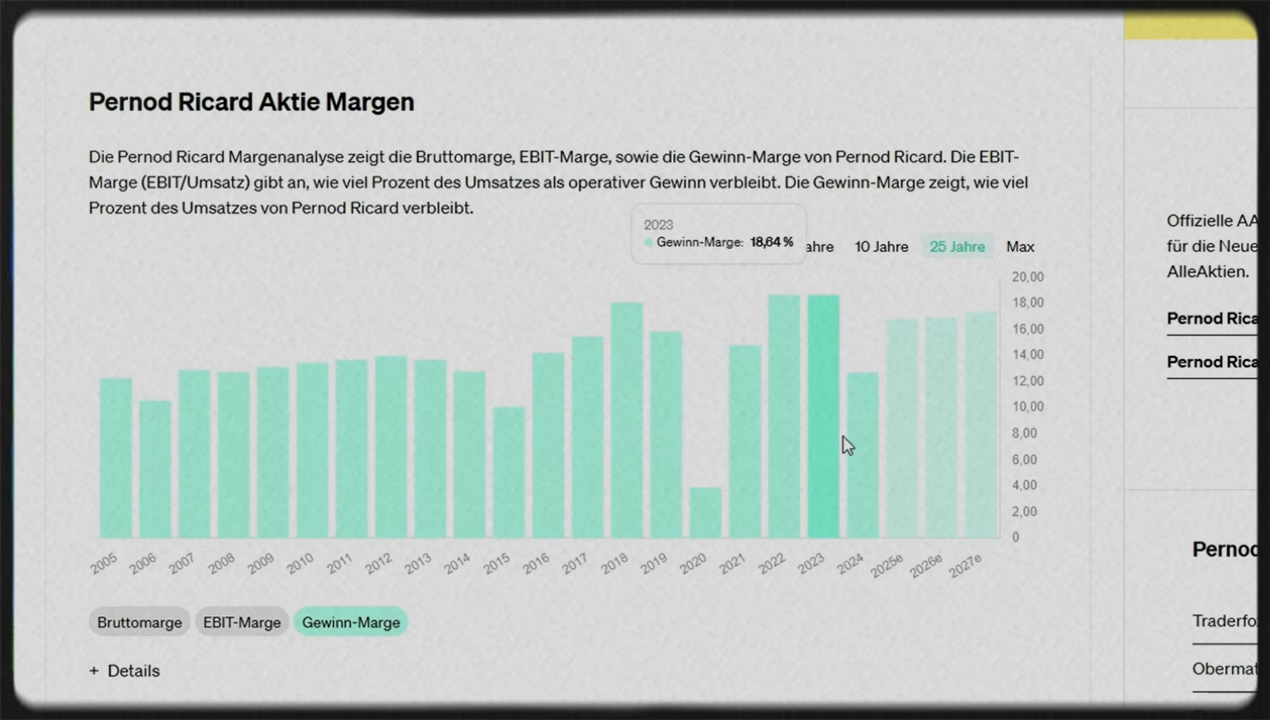 Pernod Ricard Aktie Margen
Die Pernod Ricard Margenanalyse zeigt die Bruttomarge, EBIT-Marge, sowie die Gewinn-Marge von Pernod Ricard. Die EBIT-
Marge (EBIT/Umsatz) gibt an, wie viel Prozent des Umsatzes als operativer Gewinn verbleibt. Die Gewinn-Marge zeigt, wie viel
Prozent des Umsatzes von Pernod Ricard verbleibt.
2023
Gewinn-Marge: 18,64 %
ahre 10 Jahre 25 Jahre Max
20,00
18,00
16,00
14,00
12,00
10,00
8,00
6,00
4,00
2,00
0
2005 2006 2007 2008 2009 2010 2011 2012 2013 2014 2015 2016 2017 2018 2019 2020 2021 2022 2023 2024 2025e 2026e 2027e
Bruttomarge EBIT-Marge Gewinn-Marge
+ Details
Offizielle AA
für die Neue
AlleAktien.
Pernod Rica
Pernod Rica
Pernod
Traderfo
Obermat